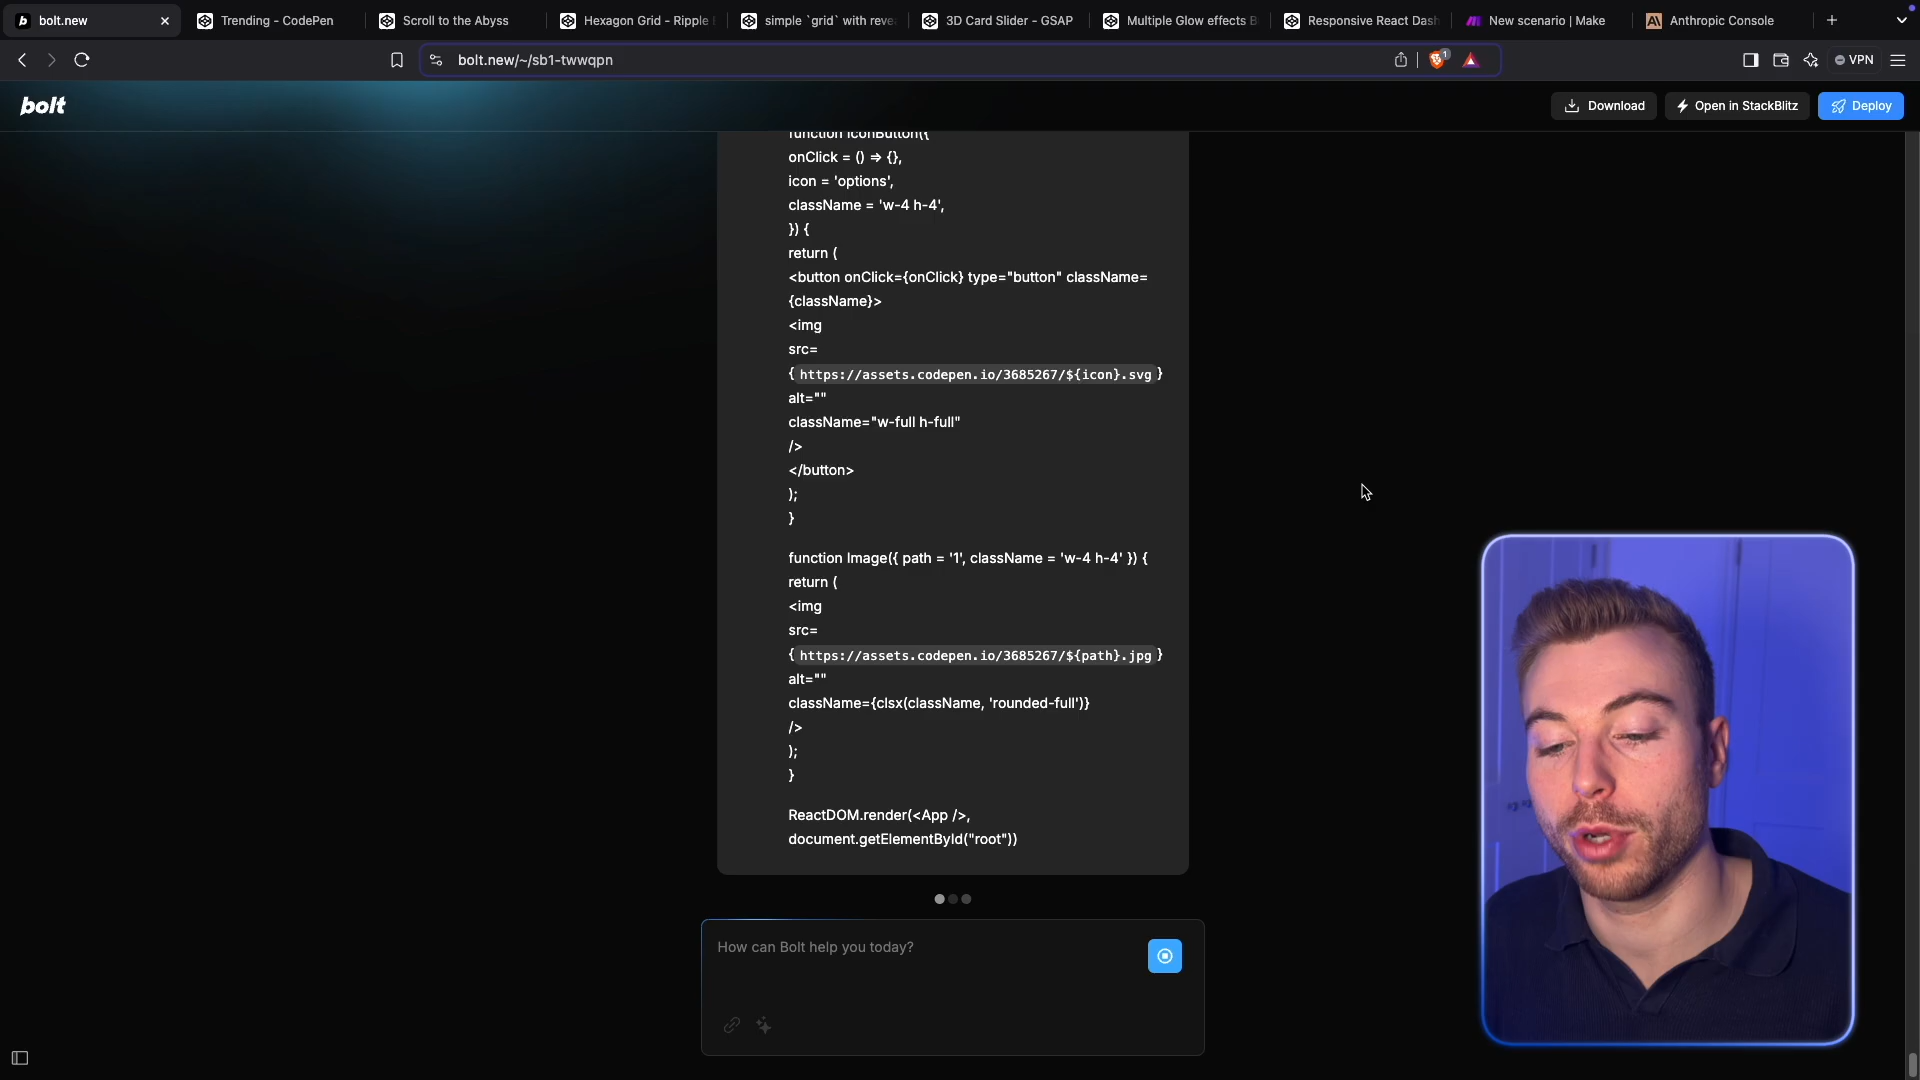 bolt.new
Trending - CodePen
Scroll to the Abyss
Hexagon Grid - Ripple
simple `grid` with reve
3D Card Slider - GSAP
Multiple Glow effects B
Responsive React Dash
New scenario | Make
Anthropic Console
bolt.new/~/sb1-twwqpn
1
VPN
bolt
Download
Open in StackBlitz
Deploy
function IconButton({
onClick = () => {},
icon = 'options',
className = 'w-4 h-4',
}) {
return (
<button onClick={onClick} type="button" className=
{className}>
<img
src=
{ https://assets.codepen.io/3685267/${icon}.svg }
alt=""
className="w-full h-full"
/>
</button>
);
}
function Image({ path = '1', className = 'w-4 h-4' }) {
return (
<img
src=
{ https://assets.codepen.io/3685267/${path}.jpg }
alt=""
className={clsx(className, 'rounded-full')}
/>
);
}
ReactDOM.render(<App />,
document.getElementById("root"))
How can Bolt help you today?